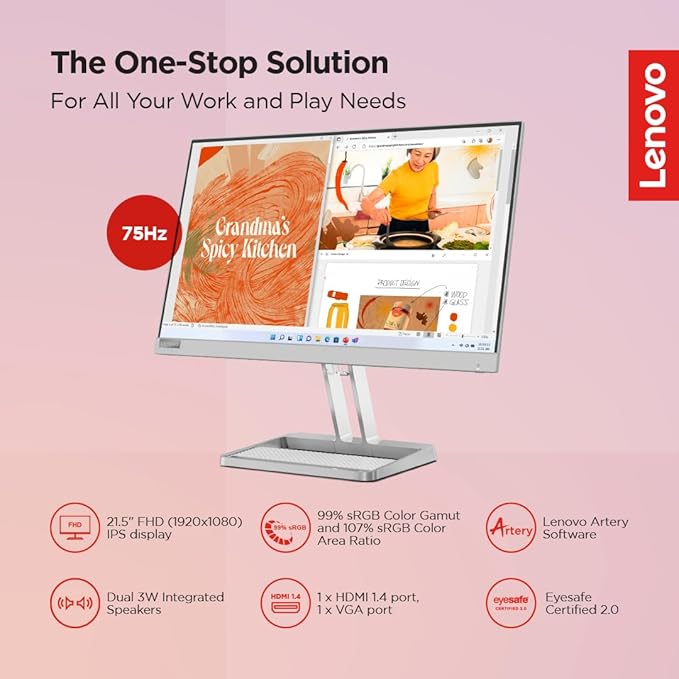 The One-Stop Solution
For All Your Work and Play Needs
Lenovo
75Hz
Grandma's
Spicy Kitchen
PRODUCT DESIGN
WOOD
GLASS
FHD
21.5" FHD (1920x1080)
IPS display
99% sRGB
99% sRGB Color Gamut
and 107% sRGB Color
Area Ratio
Artery
Lenovo Artery
Software
Dual 3W Integrated
Speakers
HDMI 1.4
1 x HDMI 1.4 port,
1 x VGA port
eyesafe
CERTIFIED 2.0
Eyesafe
Certified 2.0